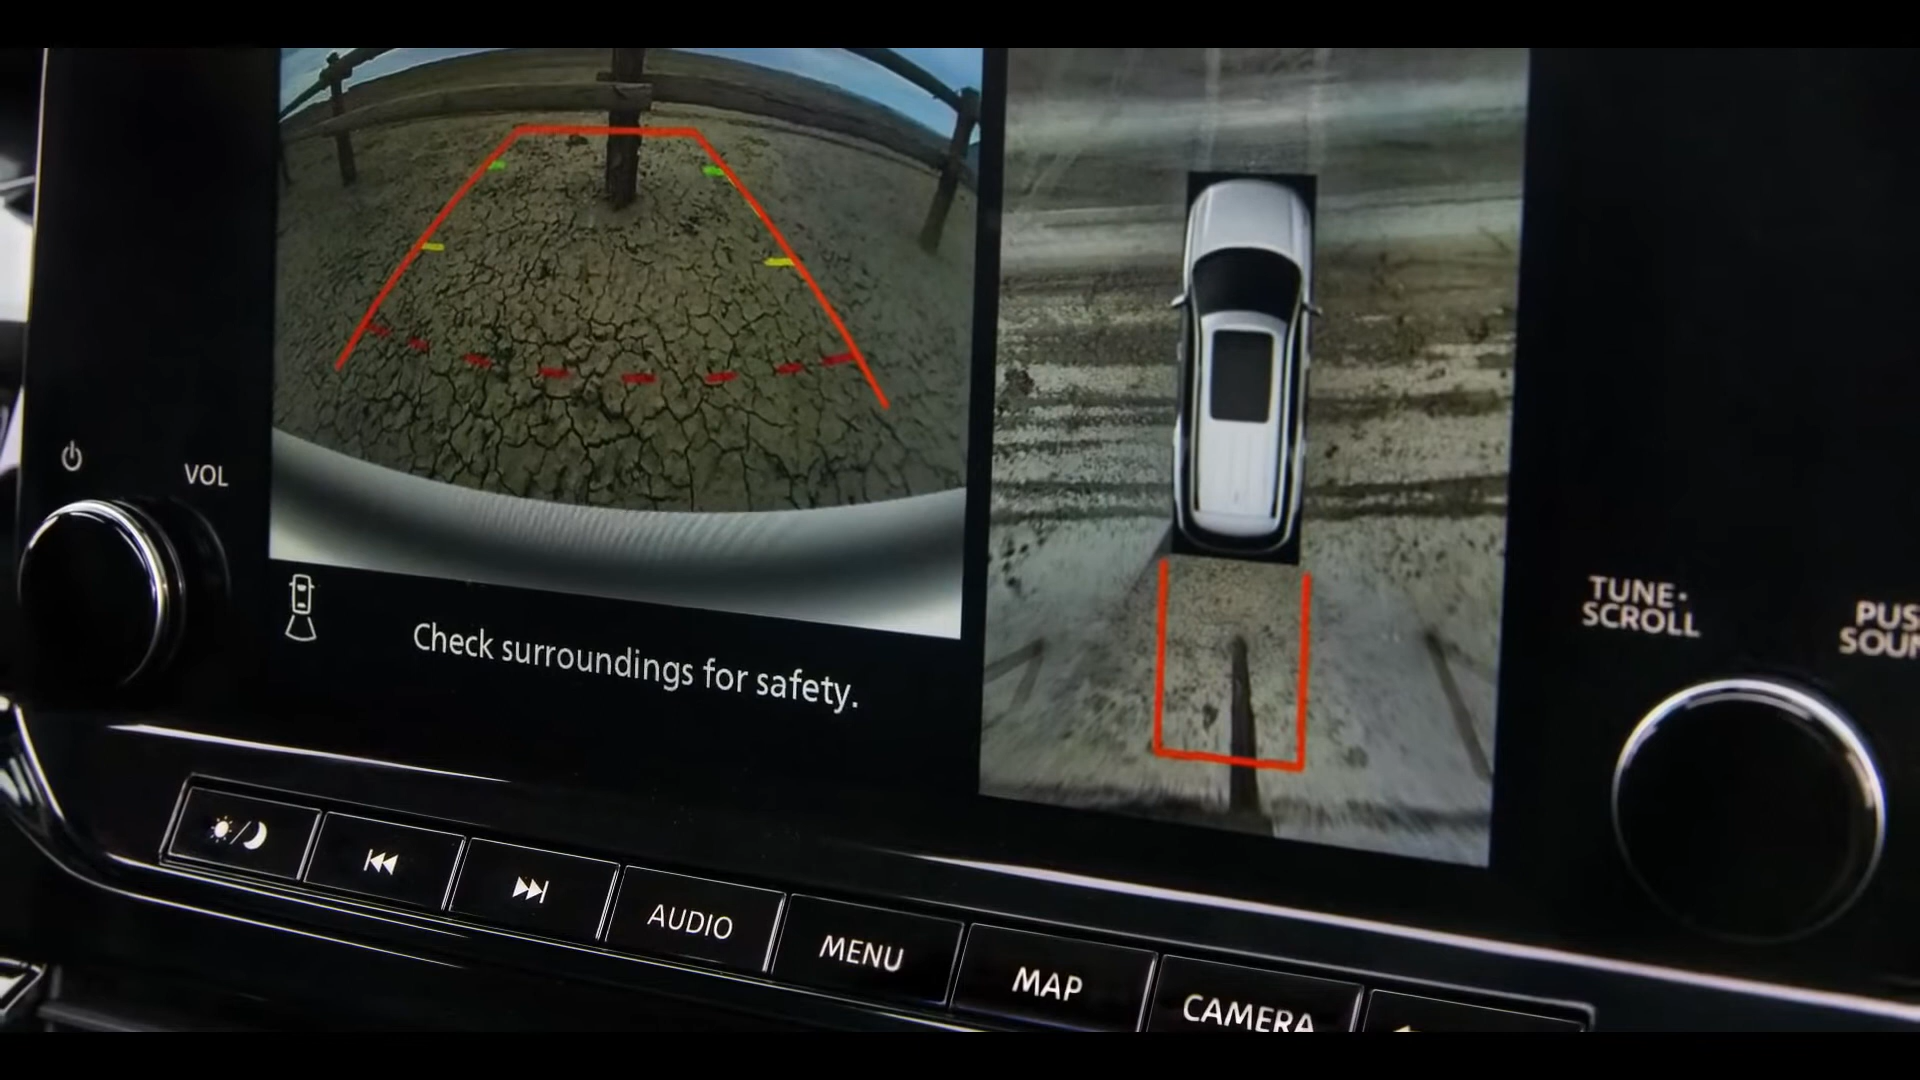 VOL
Check surroundings for safety.
TUNE·
SCROLL
AUDIO
MENU
MAP
CAMERA